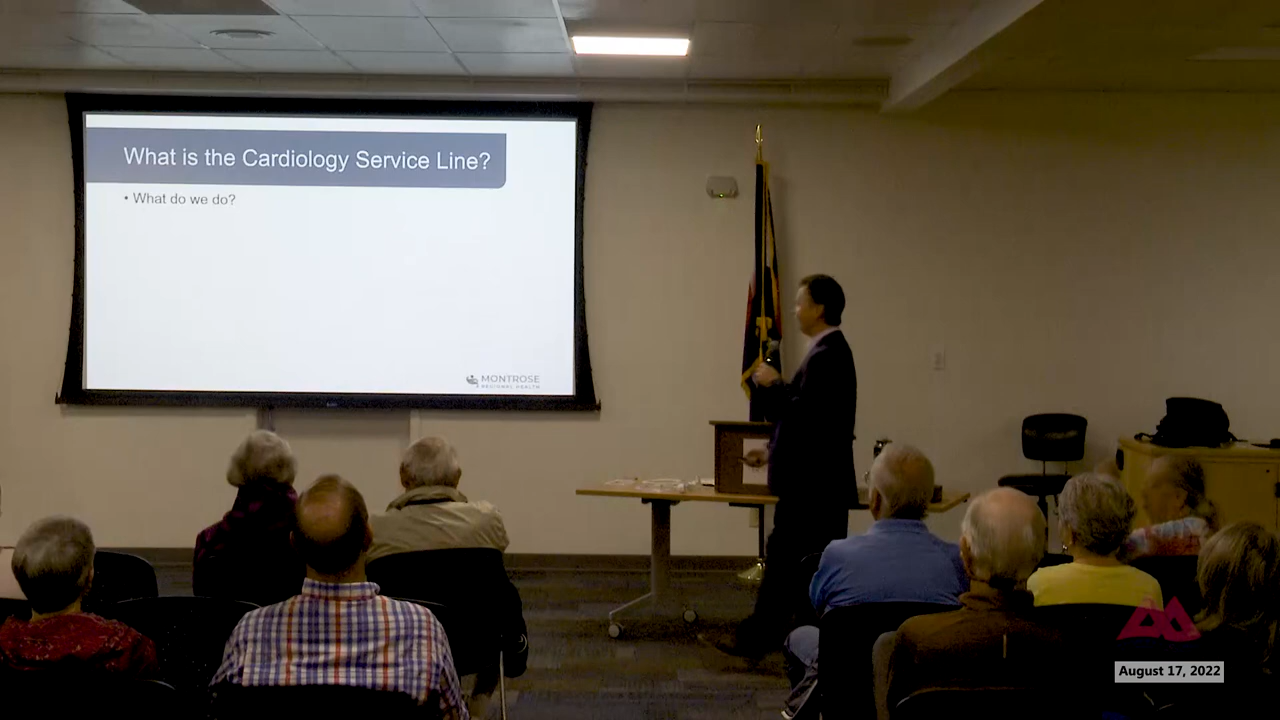 What is the Cardiology Service Line?
• What do we do?
MONTROSE
REGIONAL HEALTH
August 17, 2022